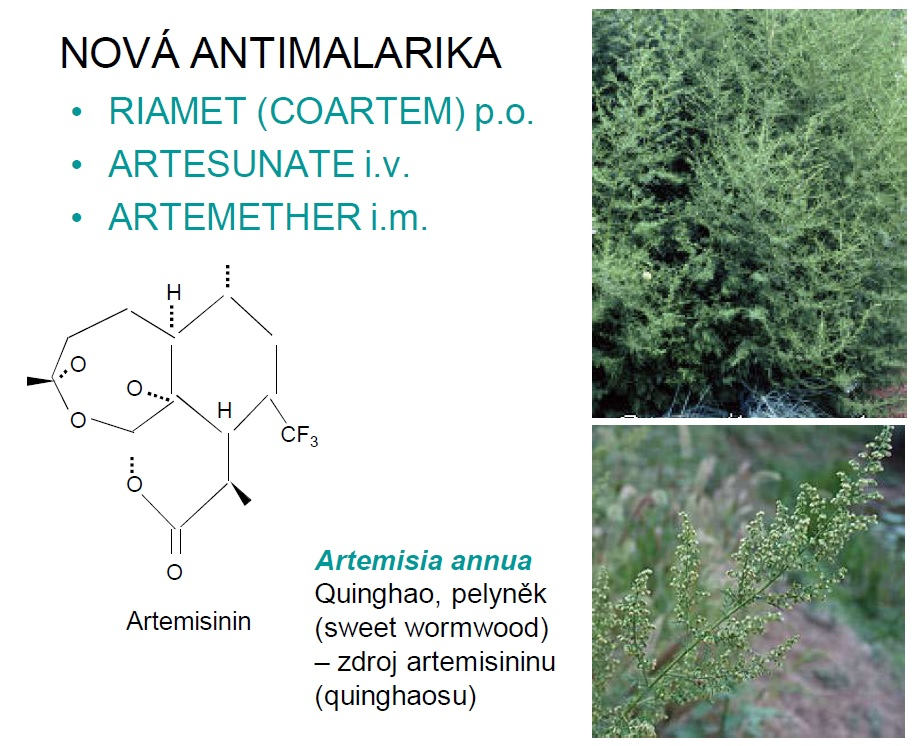 NOVÁ ANTIMALARIKA
• RIAMET (COARTEM) p.o.
• ARTESUNATE i.v.
• ARTEMETHER i.m.
H
O
O
H
O
CF3
O
O
Artemisinin
Artemisia annua
Quinghao, pelyněk
(sweet wormwood)
– zdroj artemisininu
(quinghaosu)